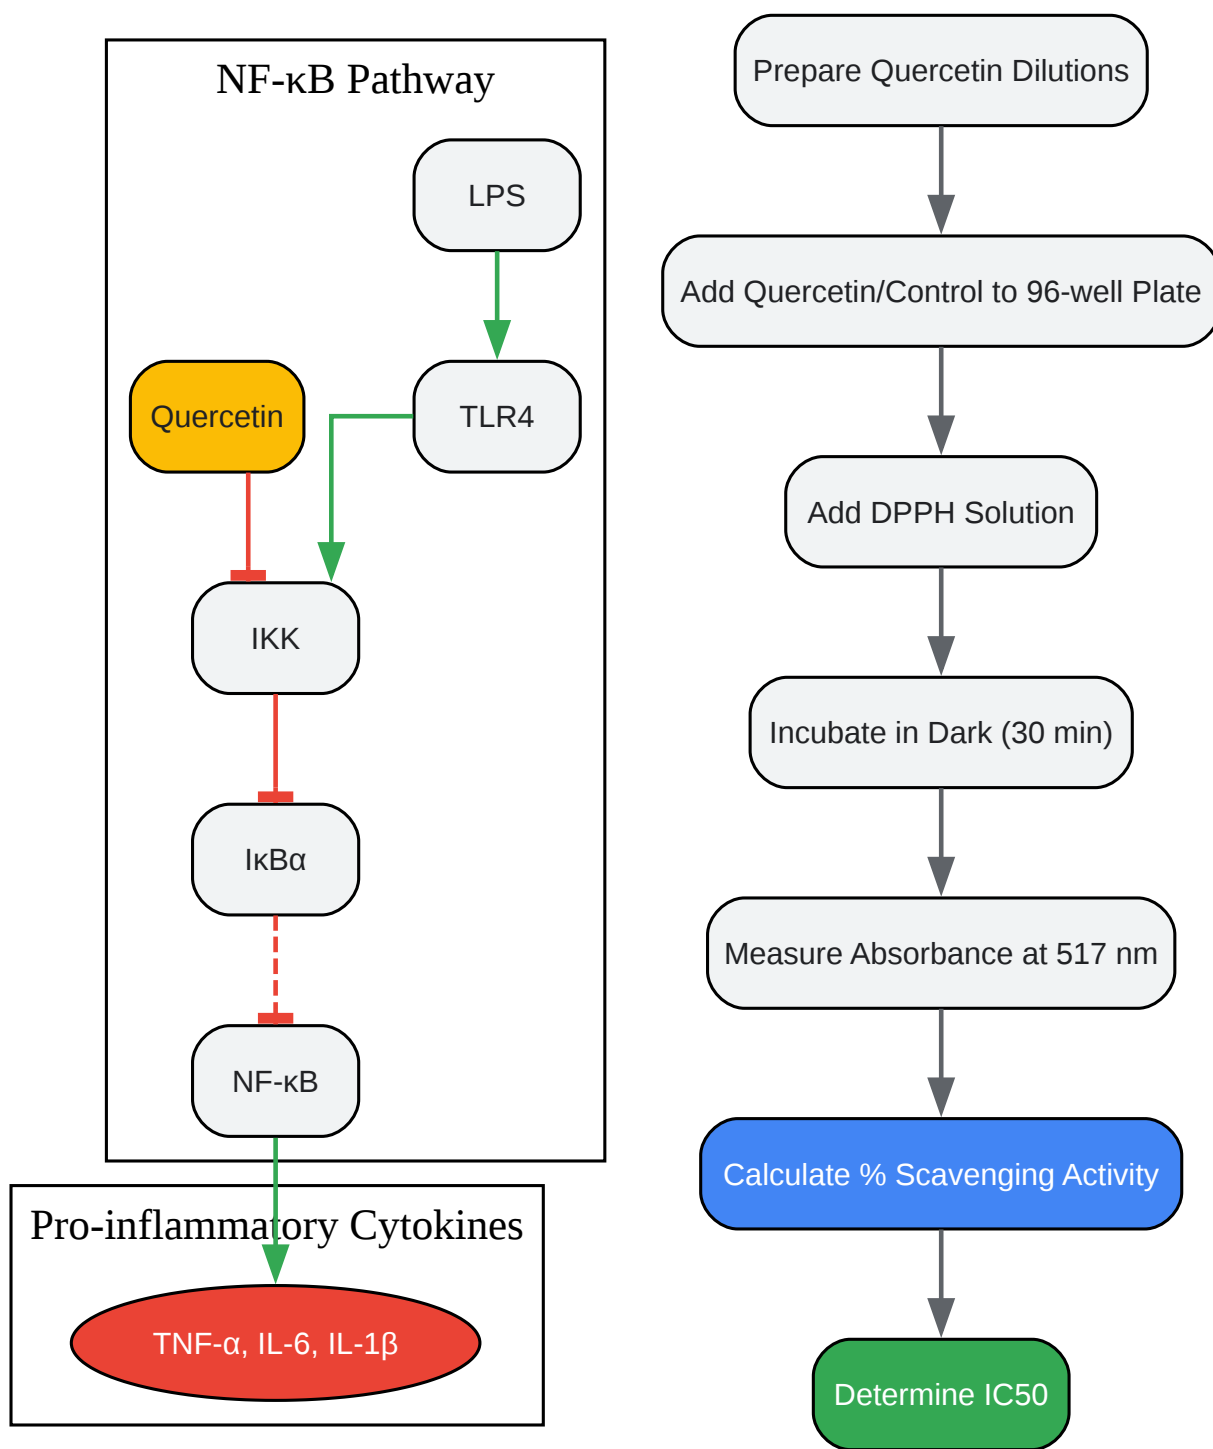 NF-κB Pathway
LPS
Quercetin
TLR4
IKK
IκBα
NF-κB
Pro-inflammatory Cytokines
TNF-α, IL-6, IL-1β
Prepare Quercetin Dilutions
Add Quercetin/Control to 96-well Plate
Add DPPH Solution
Incubate in Dark (30 min)
Measure Absorbance at 517 nm
Calculate % Scavenging Activity
Determine IC50